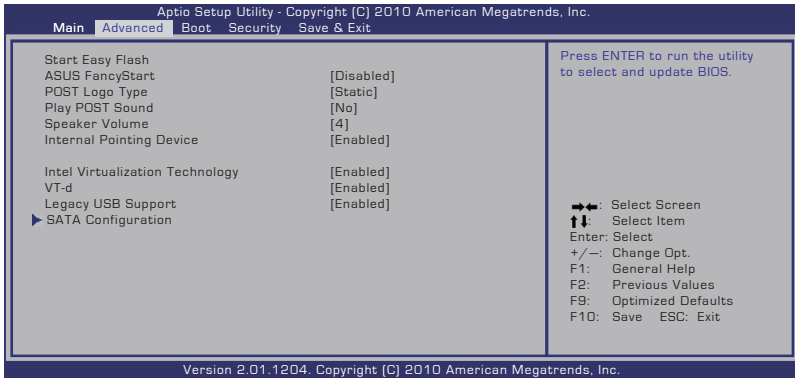 Aptio Setup Utility - Copyright (C) 2010 American Megatrends, Inc.
Main Advanced Boot Security Save & Exit
Start Easy Flash
ASUS FancyStart [Disabled]
POST Logo Type [Static]
Play POST Sound [No]
Speaker Volume [4]
Internal Pointing Device [Enabled]
Intel Virtualization Technology [Enabled]
VT-d [Enabled]
Legacy USB Support [Enabled]
SATA Configuration
Press ENTER to run the utility
to select and update BIOS.
→←: Select Screen
↑↓: Select Item
Enter: Select
+/—: Change Opt.
F1: General Help
F2: Previous Values
F9: Optimized Defaults
F10: Save ESC: Exit
Version 2.01.1204. Copyright (C) 2010 American Megatrends, Inc.